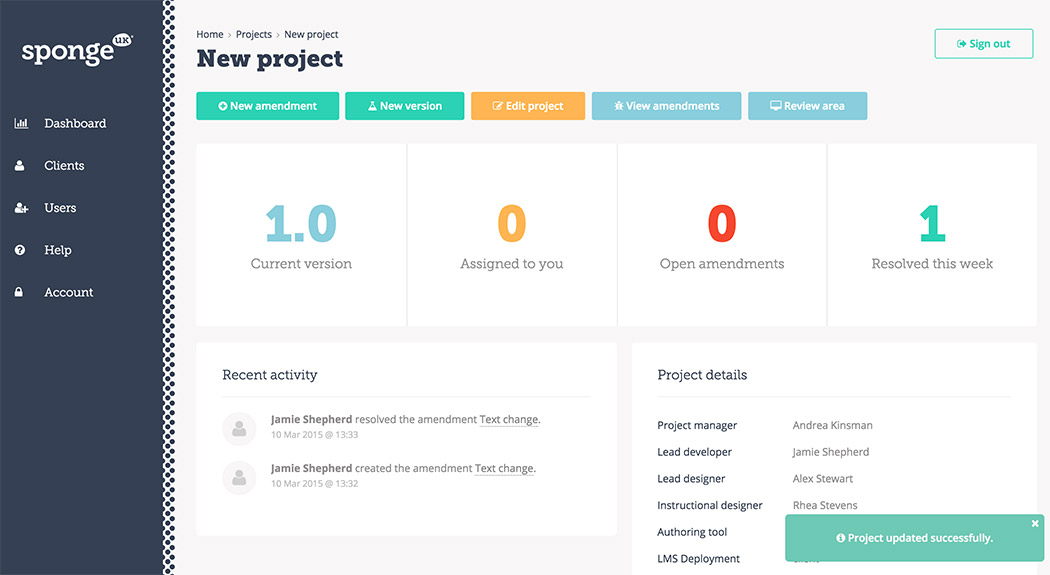 sponge UK
Dashboard
Clients
Users
Help
Account
Home › Projects › New project
New project
Sign out
New amendment
New version
Edit project
View amendments
Review area
1.0
Current version
0
Assigned to you
0
Open amendments
1
Resolved this week
Recent activity
Jamie Shepherd resolved the amendment Text change.
10 Mar 2015 @ 13:33
Jamie Shepherd created the amendment Text change.
10 Mar 2015 @ 13:32
Project details
Project manager Andrea Kinsman
Lead developer Jamie Shepherd
Lead designer Alex Stewart
Instructional designer Rhea Stevens
Authoring tool
LMS Deployment
Project updated successfully.